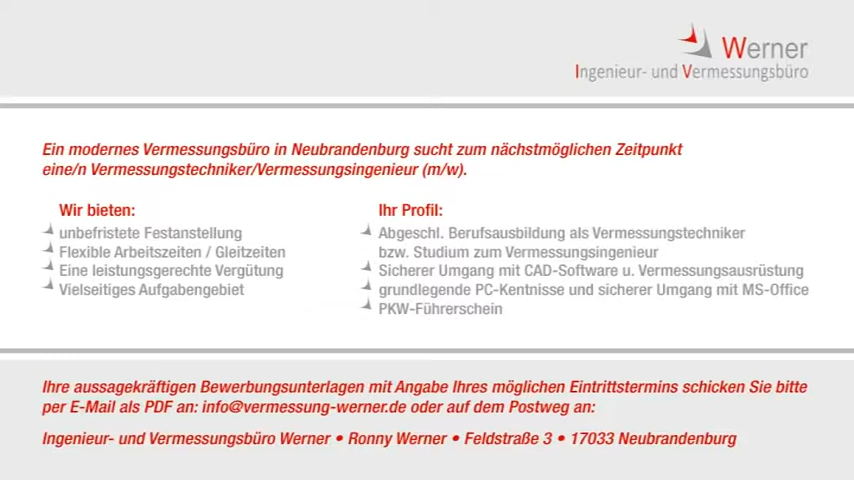 Werner
Ingenieur- und Vermessungsbüro
Ein modernes Vermessungsbüro in Neubrandenburg sucht zum nächstmöglichen Zeitpunkt
eine/n Vermessungstechniker/Vermessungsingenieur (m/w).
Wir bieten:
unbefristete Festanstellung
Flexible Arbeitszeiten / Gleitzeiten
Eine leistungsgerechte Vergütung
Vielseitiges Aufgabengebiet
Ihr Profil:
Abgeschl. Berufsausbildung als Vermessungstechniker
bzw. Studium zum Vermessungsingenieur
Sicherer Umgang mit CAD-Software u. Vermessungsausrüstung
grundlegende PC-Kentnisse und sicherer Umgang mit MS-Office
PKW-Führerschein
Ihre aussagekräftigen Bewerbungsunterlagen mit Angabe Ihres möglichen Eintrittstermins schicken Sie bitte
per E-Mail als PDF an: info@vermessung-werner.de oder auf dem Postweg an:
Ingenieur- und Vermessungsbüro Werner • Ronny Werner • Feldstraße 3 • 17033 Neubrandenburg